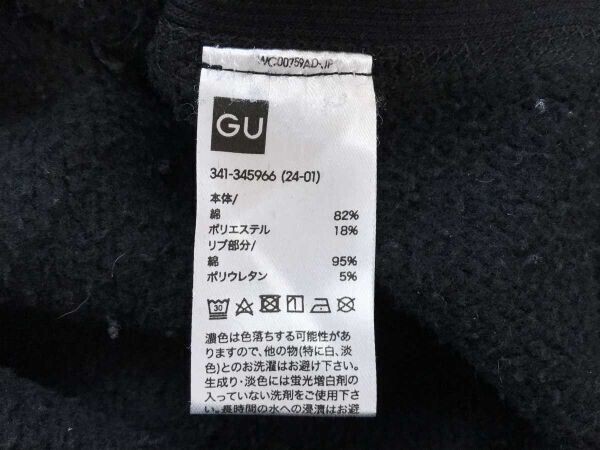 WC00759AD-JP
GU
341-345966 (24-01)
本体/
綿 82%
ポリエステル 18%
リブ部分/
綿 95%
ポリウレタン 5%
30
濃色は色落ちする可能性があ
りますので、他の物(特に白、淡
色)とのお洗濯はお避け下さい。
生成り・淡色には蛍光増白剤の
入っていない洗剤をご使用下さ
い。長時間の水への浸漬はお避